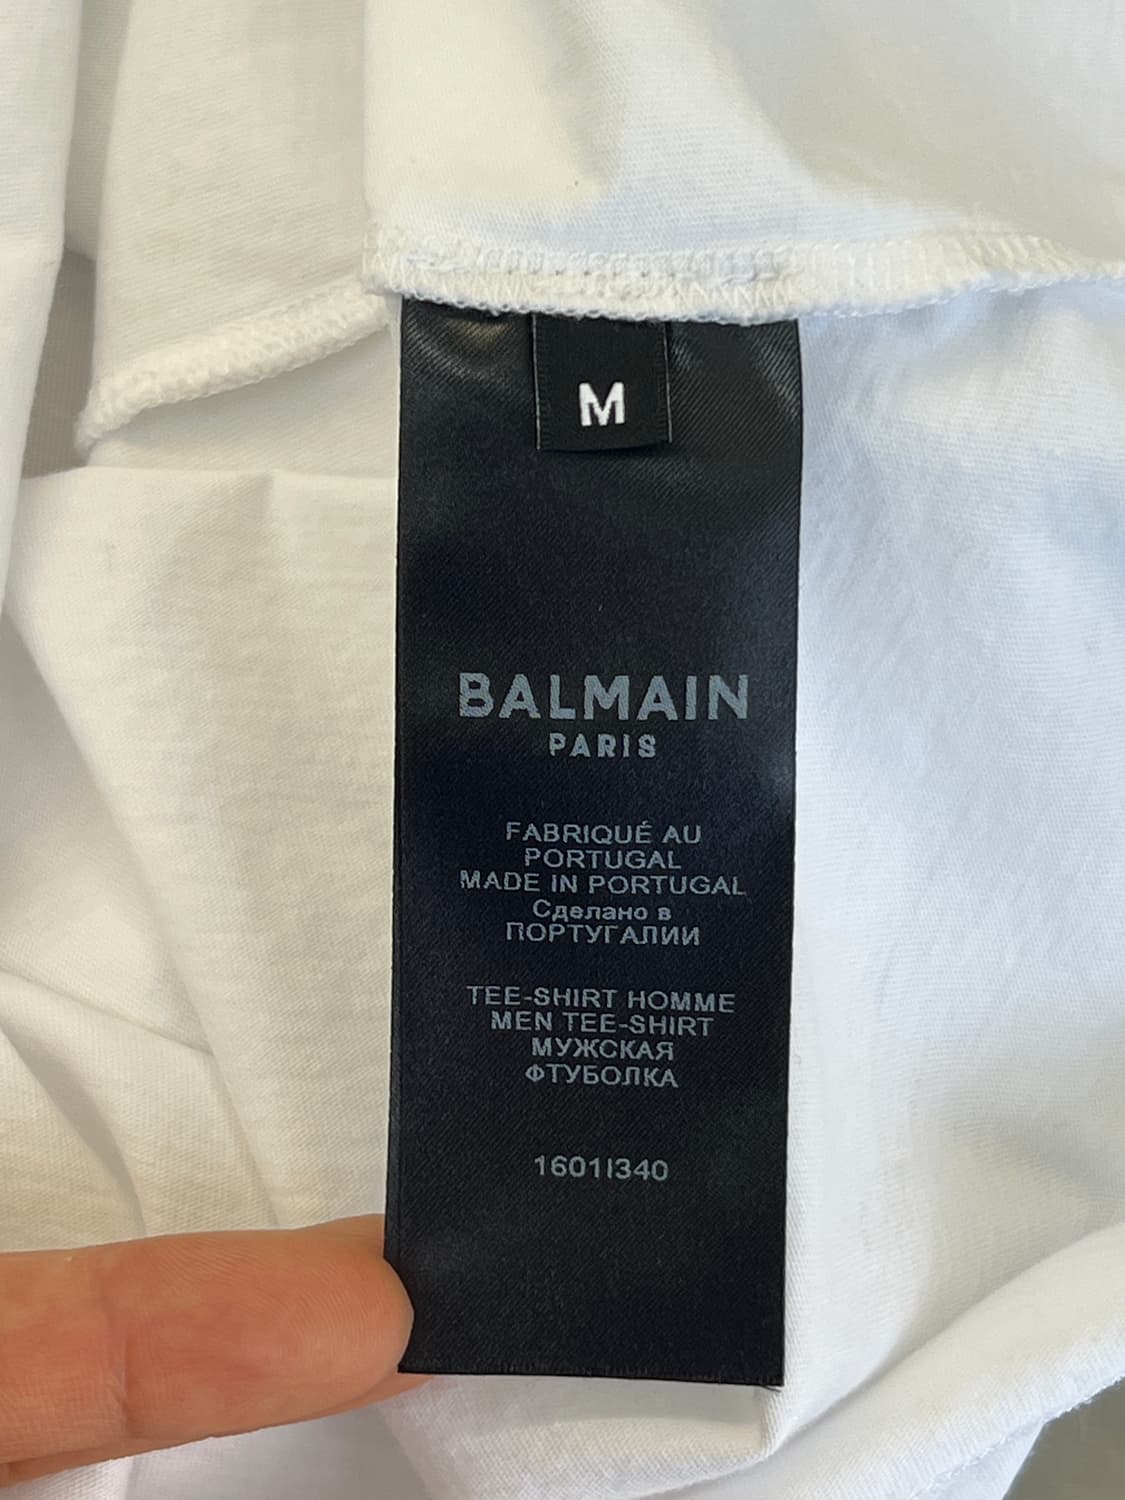 M
BALMAIN
PARIS
FABRIQUÉ AU
PORTUGAL
MADE IN PORTUGAL
Сделано в
ПОРТУГАЛИИ
TEE-SHIRT HOMME
MEN TEE-SHIRT
МУЖСКАЯ
ФТУБОЛКА
1601I340